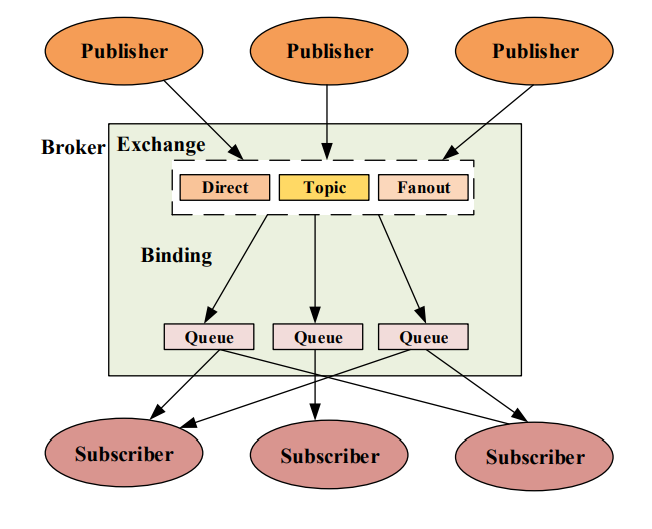 Publisher Publisher Publisher
Broker Exchange
Direct Topic Fanout
Binding
Queue Queue Queue
Subscriber Subscriber Subscriber